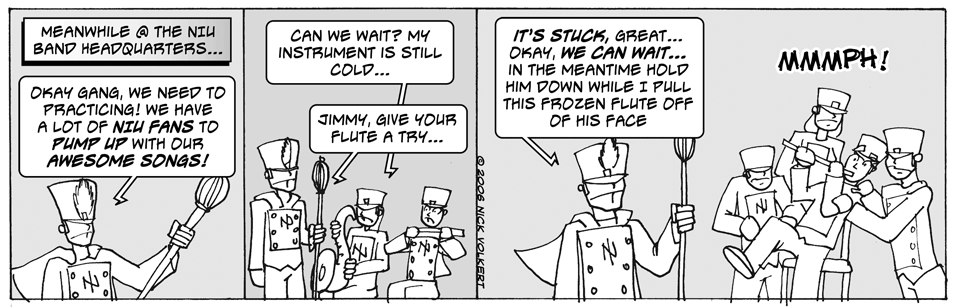 MEANWHILE @ THE NIU
BAND HEADQUARTERS...
OKAY GANG, WE NEED TO
PRACTICING! WE HAVE
A LOT OF NIU FANS TO
PUMP UP WITH OUR
AWESOME SONGS!
CAN WE WAIT? MY
INSTRUMENT IS STILL
COLD...
JIMMY, GIVE YOUR
FLUTE A TRY...
© 2006 NICK VOLKERT
IT'S STUCK, GREAT...
OKAY, WE CAN WAIT...
IN THE MEANTIME HOLD
HIM DOWN WHILE I PULL
THIS FROZEN FLUTE OFF
OF HIS FACE
MMMPH!